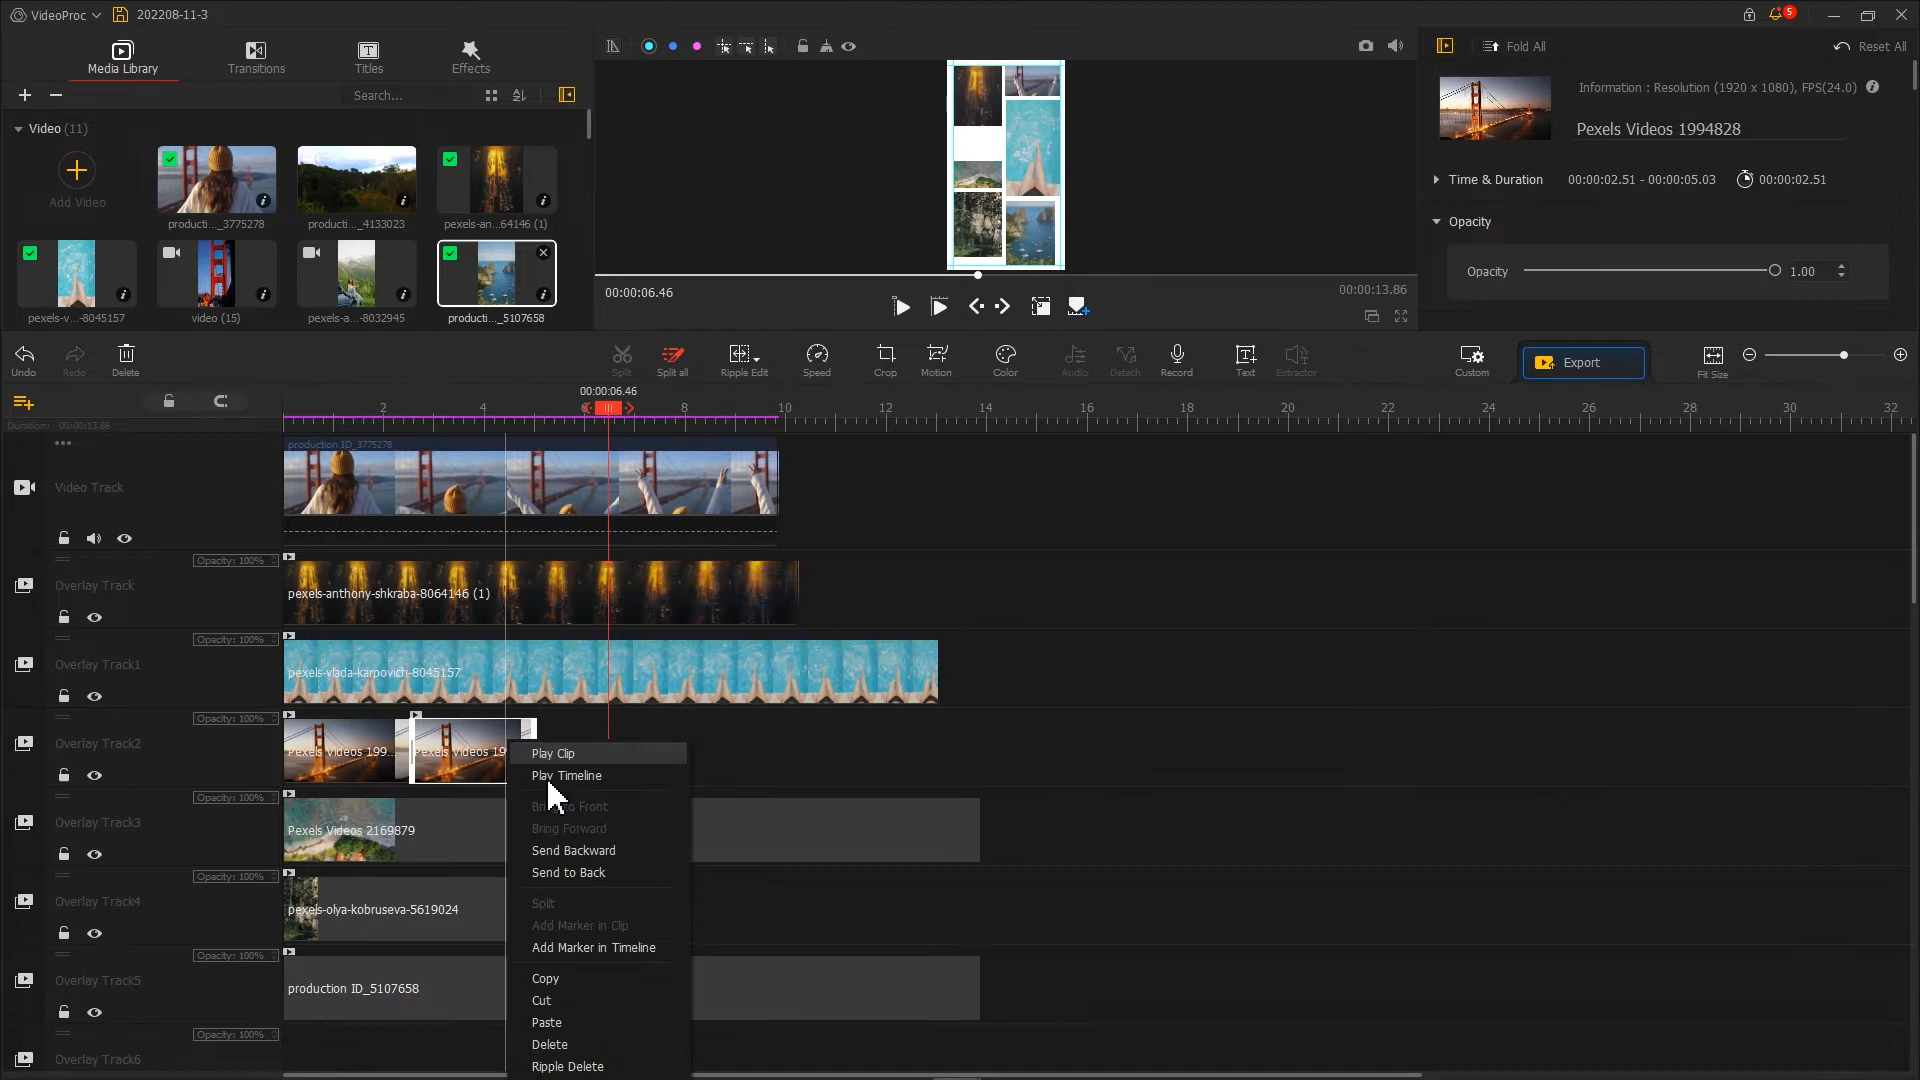 VideoProc
202208-11-3
5
Media Library
Transitions
Titles
Effects
Search...
Video (11)
Add Video
producti..._3775278
producti..._4133023
pexels-an...64146 (1)
pexels-v...-8045157
video (15)
pexels-a...-8032945
producti..._5107658
00:00:06.46
00:00:13.86
Fold All
Reset All
Information : Resolution (1920 x 1080), FPS(24.0)
Pexels Videos 1994828
Time & Duration
00:00:02.51 - 00:00:05.03
00:00:02.51
Opacity
Opacity
1.00
Undo
Redo
Delete
Split
Split all
Ripple Edit
Speed
Crop
Motion
Color
Audio
Detach
Record
Text
Extractor
Custom
Export
Fit Size
00:00:06.46
2
4
6
8
10
12
14
16
18
20
22
24
26
28
30
32
Duration: 00:00:13.86
production ID_3775278
Video Track
Opacity: 100%
Overlay Track
pexels-anthony-shkraba-8064146 (1)
Opacity: 100%
Overlay Track1
pexels-vlada-karpovich-8045157
Opacity: 100%
Overlay Track2
Pexels Videos 199...
Pexels Videos 19
Opacity: 100%
Overlay Track3
Pexels Videos 2169879
Opacity: 100%
Overlay Track4
pexels-olya-kobruseva-5619024
Opacity: 100%
Overlay Track5
production ID_5107658
Opacity: 100%
Overlay Track6
Play Clip
Play Timeline
Bring to Front
Bring Forward
Send Backward
Send to Back
Split
Add Marker in Clip
Add Marker in Timeline
Copy
Cut
Paste
Delete
Ripple Delete